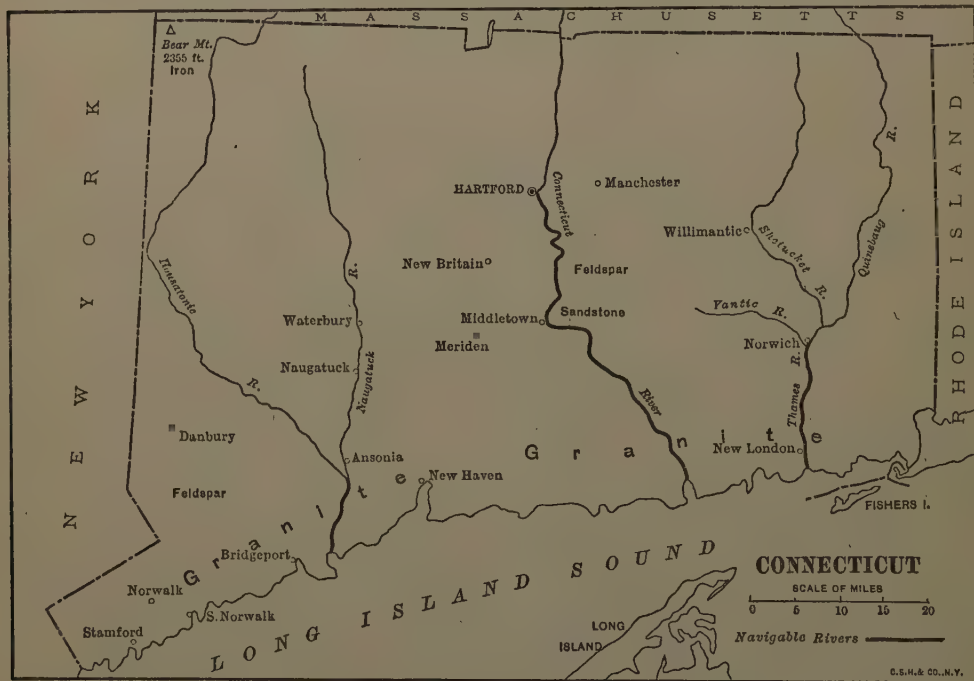 MASSACHUSETTS
Bear Mt.
2355 ft.
Iron
NEW YORK
RHODE ISLAND
HARTFORD
Connecticut
Manchester
R.
Willimantic
Shetucket
R.
Quinebaug
Housatonic
R.
R.
New Britain
Feldspar
Sandstone
Waterbury
Middletown
Yantic R.
Meriden
Norwich
R.
Naugatuck
Naugatuck
River
Thames
Danbury
Granite
New London
Ansonia
New Haven
Feldspar
Granite
FISHERS I.
Bridgeport
Norwalk
S. Norwalk
Stamford
LONG ISLAND SOUND
LONG
ISLAND
CONNECTICUT
SCALE OF MILES
0 5 10 15 20
Navigable Rivers
C.S.H. & CO., N.Y.